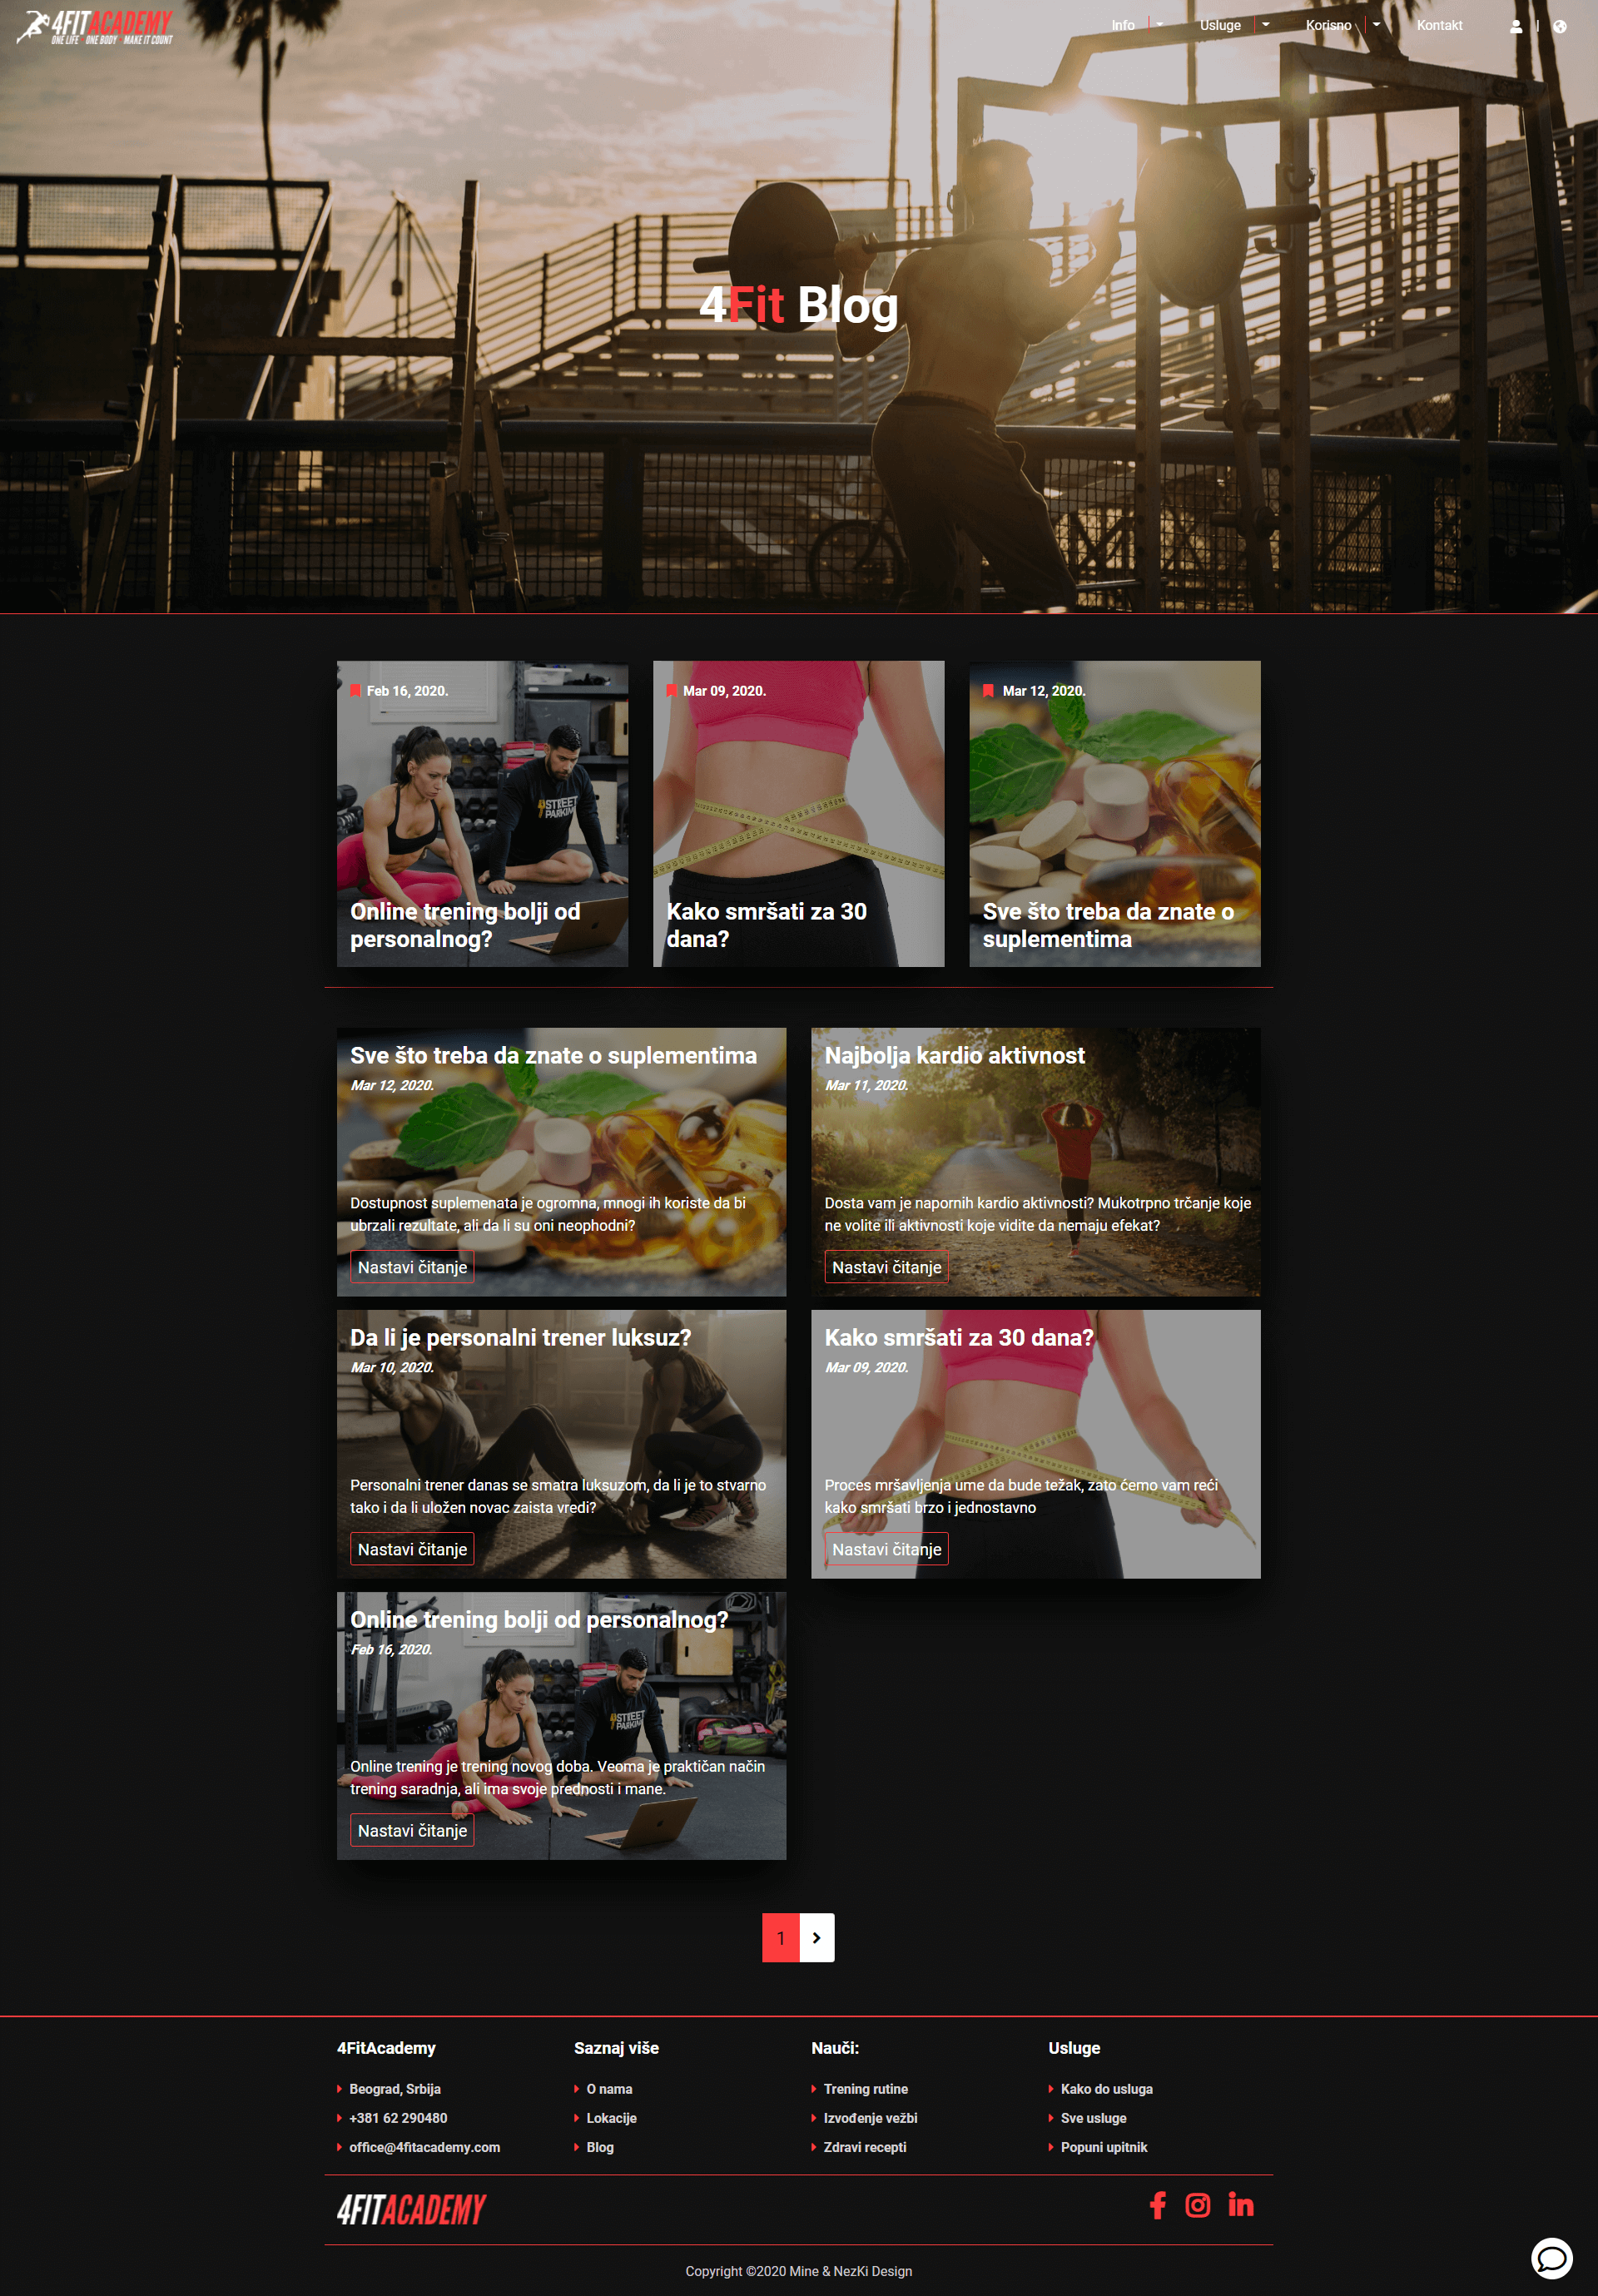 4FITACADEMY
ONE LIFE ONE BODY MAKE IT COUNT
Info
Usluge
Korisno
Kontakt
4Fit Blog
Feb 16, 2020.
STREET
PARKING
Online trening bolji od
personalnog?
Mar 09, 2020.
Kako smršati za 30
dana?
Mar 12, 2020.
Sve što treba da znate o
suplementima
Sve što treba da znate o suplementima
Mar 12, 2020.
Dostupnost suplemenata je ogromna, mnogi ih koriste da bi
ubrzali rezultate, ali da li su oni neophodni?
Nastavi čitanje
Najbolja kardio aktivnost
Mar 11, 2020.
Dosta vam je napornih kardio aktivnosti? Mukotrpno trčanje koje
ne volite ili aktivnosti koje vidite da nemaju efekat?
Nastavi čitanje
Da li je personalni trener luksuz?
Mar 10, 2020.
Personalni trener danas se smatra luksuzom, da li je to stvarno
tako i da li uložen novac zaista vredi?
Nastavi čitanje
Kako smršati za 30 dana?
Mar 09, 2020.
Proces mršavljenja ume da bude težak, zato ćemo vam reći
kako smršati brzo i jednostavno
Nastavi čitanje
Online trening bolji od personalnog?
Feb 16, 2020.
STREET
PARKING
Online trening je trening novog doba. Veoma je praktičan način
trening saradnja, ali ima svoje prednosti i mane.
Nastavi čitanje
1
4FitAcademy
Beograd, Srbija
+381 62 290480
office@4fitacademy.com
Saznaj više
O nama
Lokacije
Blog
Nauči:
Trening rutine
Izvođenje vežbi
Zdravi recepti
Usluge
Kako do usluga
Sve usluge
Popuni upitnik
4FITACADEMY
Copyright ©2020 Mine & NezKi Design